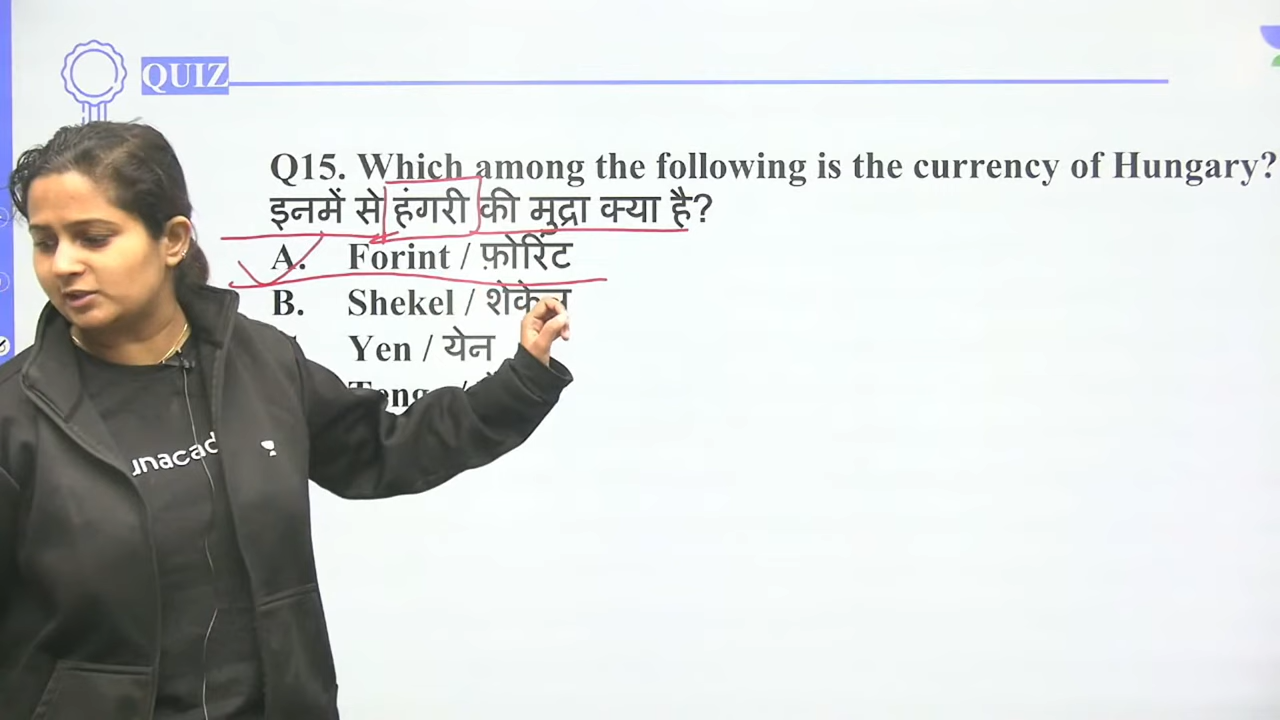 QUIZ
Q15. Which among the following is the currency of Hungary?
इनमें से हंगरी की मुद्रा क्या है?
A. Forint / फ़ोरिंट
B. Shekel / शेकेल
Yen / येन
unacad